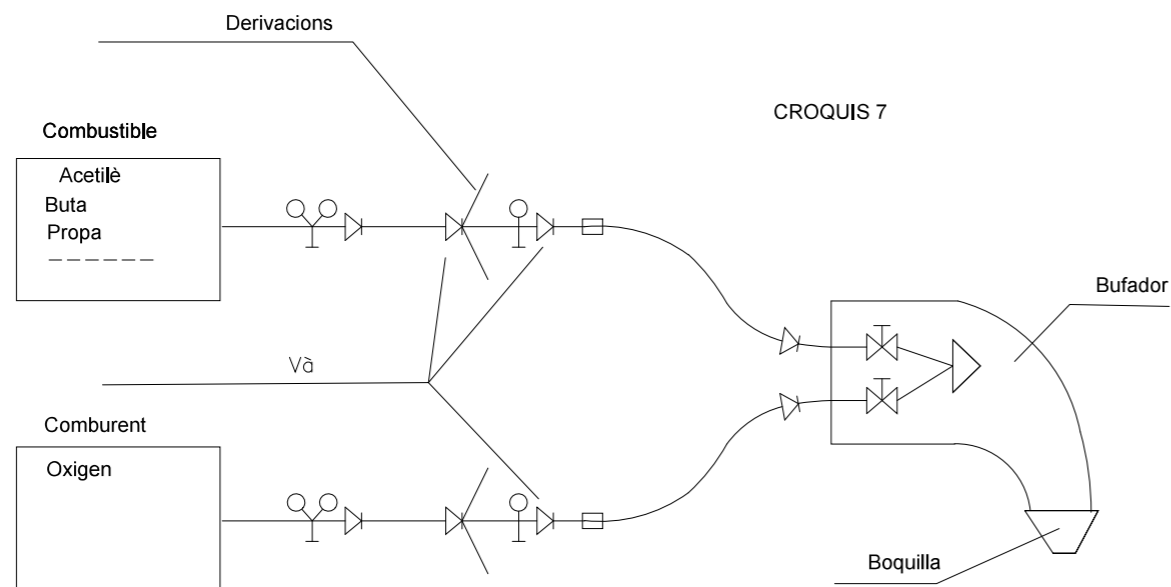 Derivacions
CROQUIS 7
Combustible
Acetilè
Buta
Propa
Bufador
Và
Comburent
Oxigen
Boquilla